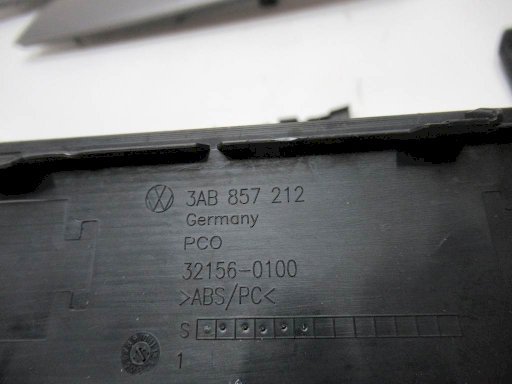 3AB 857 212
Germany
PCO
32156-0100
>ABS/PC<
S
1